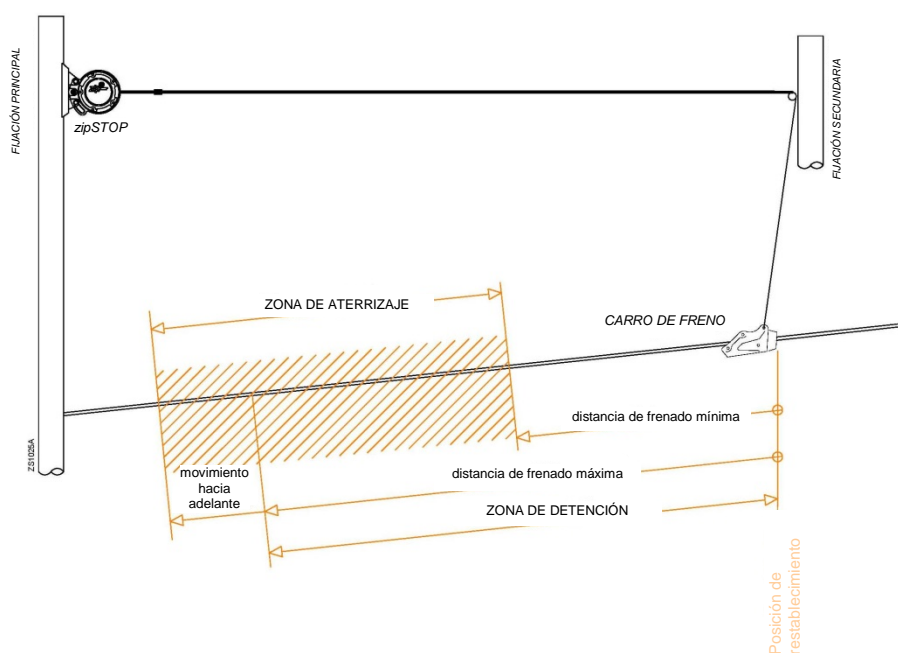 FIJACIÓN PRINCIPAL
zipSTOP
FIJACIÓN SECUNDARIA
ZONA DE ATERRIZAJE
CARRO DE FRENO
distancia de frenado mínima
movimiento
hacia
adelante
distancia de frenado máxima
ZONA DE DETENCIÓN
ZS1025A
Posición de
restablecimiento